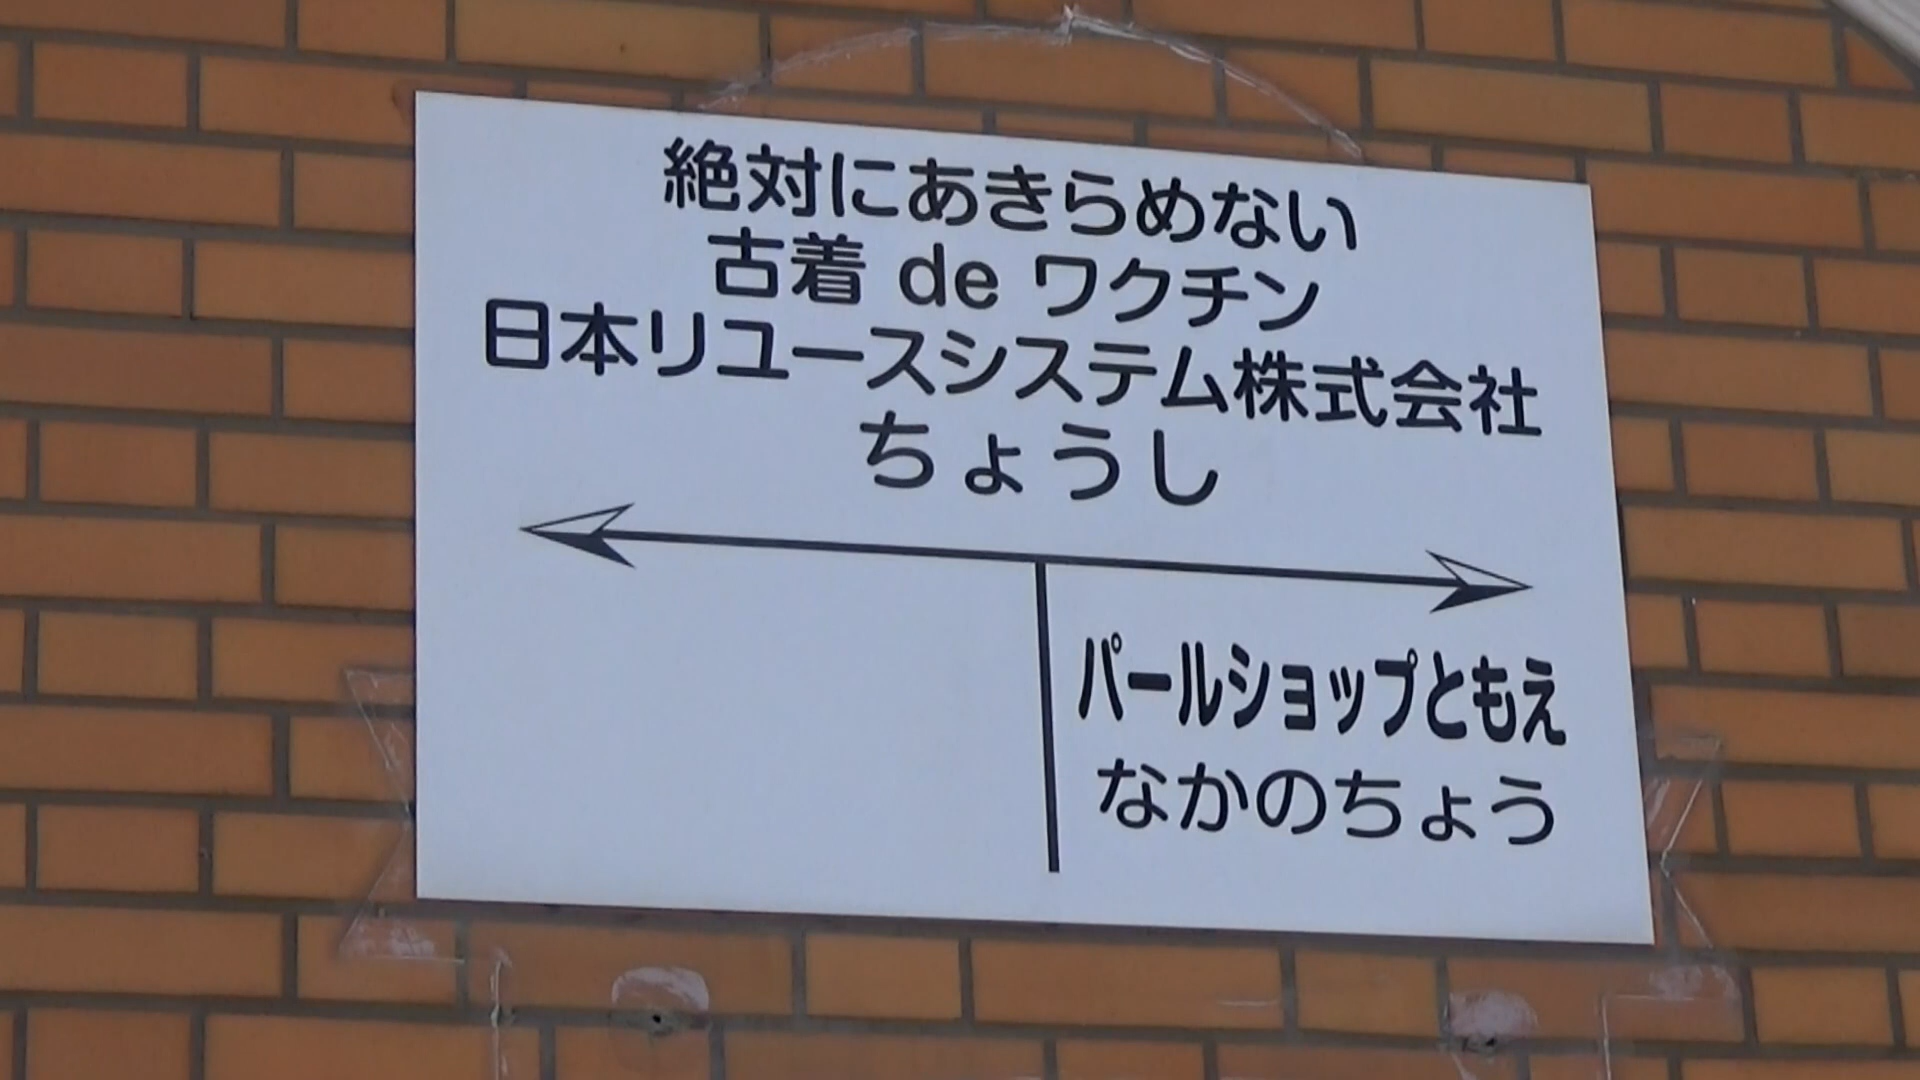 絶対にあきらめない
古着 de ワクチン
日本リユースシステム株式会社
ちょうし
パールショップともえ
なかのちょう